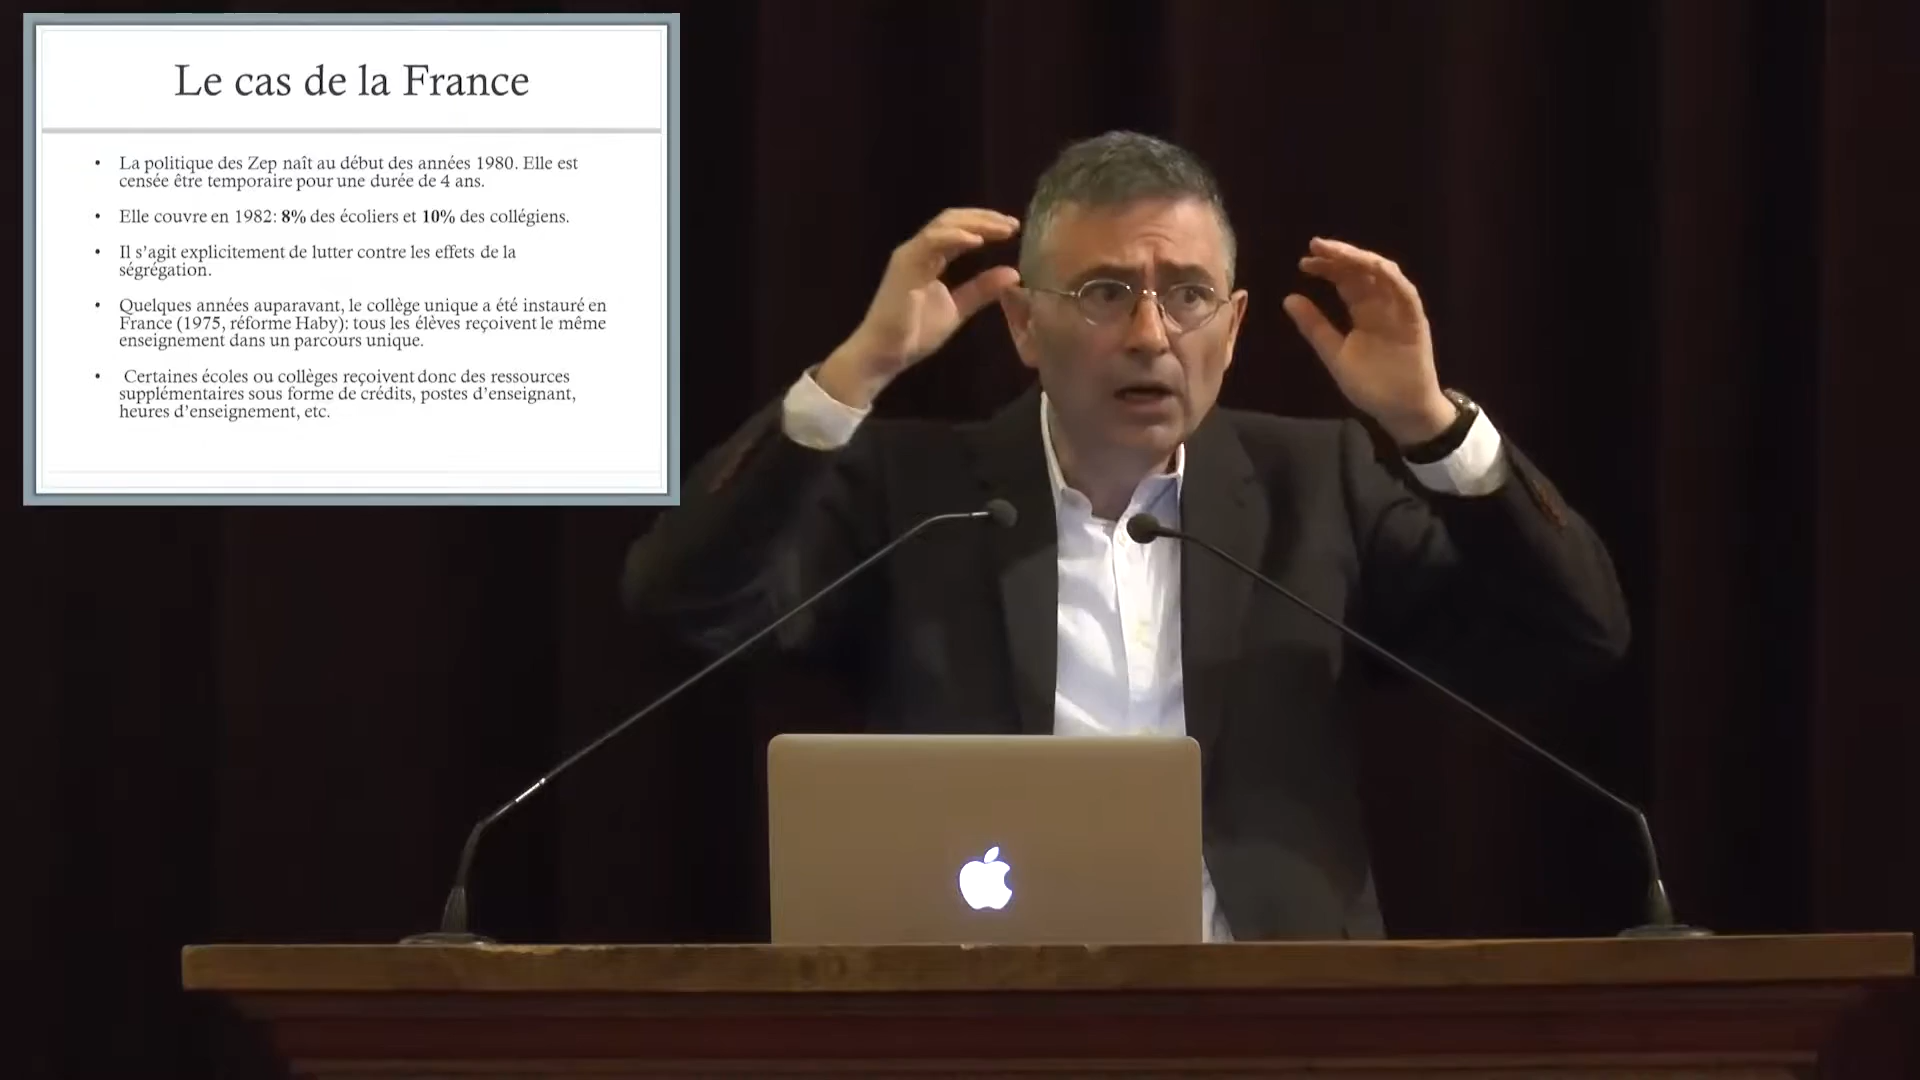 Le cas de la France
• La politique des Zep naît au début des années 1980. Elle est
censée être temporaire pour une durée de 4 ans.
• Elle couvre en 1982: 8% des écoliers et 10% des collégiens.
• Il s’agit explicitement de lutter contre les effets de la
ségrégation.
• Quelques années auparavant, le collège unique a été instauré en
France (1975, réforme Haby): tous les élèves reçoivent le même
enseignement dans un parcours unique.
• Certaines écoles ou collèges reçoivent donc des ressources
supplémentaires sous forme de crédits, postes d’enseignant,
heures d’enseignement, etc.